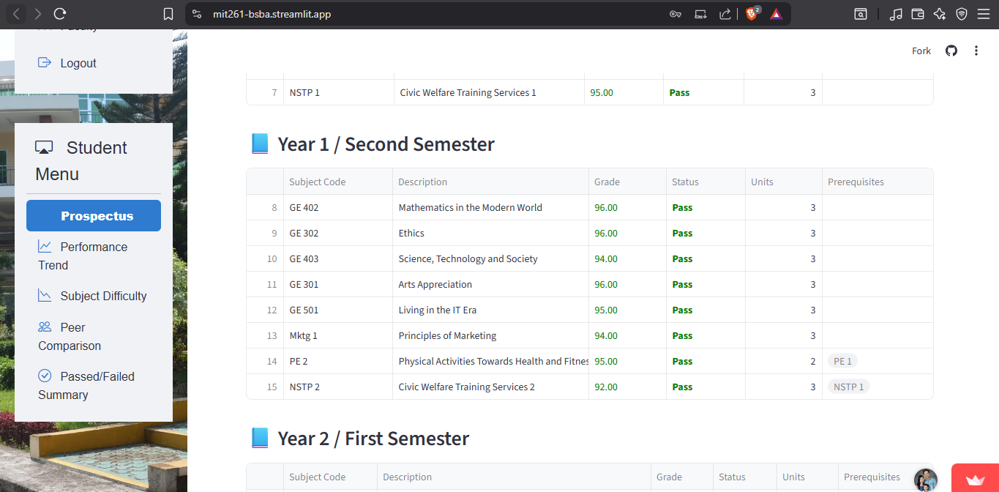 mit261-bsba.streamlit.app
2
Faculty
Logout
Student
Menu
Prospectus
Performance
Trend
Subject Difficulty
Peer
Comparison
Passed/Failed
Summary
Fork
7 NSTP 1 Civic Welfare Training Services 1 95.00 Pass 3
Year 1 / Second Semester
Subject Code Description Grade Status Units Prerequisites
8 GE 402 Mathematics in the Modern World 96.00 Pass 3
9 GE 302 Ethics 96.00 Pass 3
10 GE 403 Science, Technology and Society 94.00 Pass 3
11 GE 301 Arts Appreciation 96.00 Pass 3
12 GE 501 Living in the IT Era 95.00 Pass 3
13 Mktg 1 Principles of Marketing 94.00 Pass 3
14 PE 2 Physical Activities Towards Health and Fitnes 95.00 Pass 2 PE 1
15 NSTP 2 Civic Welfare Training Services 2 92.00 Pass 3 NSTP 1
Year 2 / First Semester
Subject Code Description Grade Status Units Prerequisites